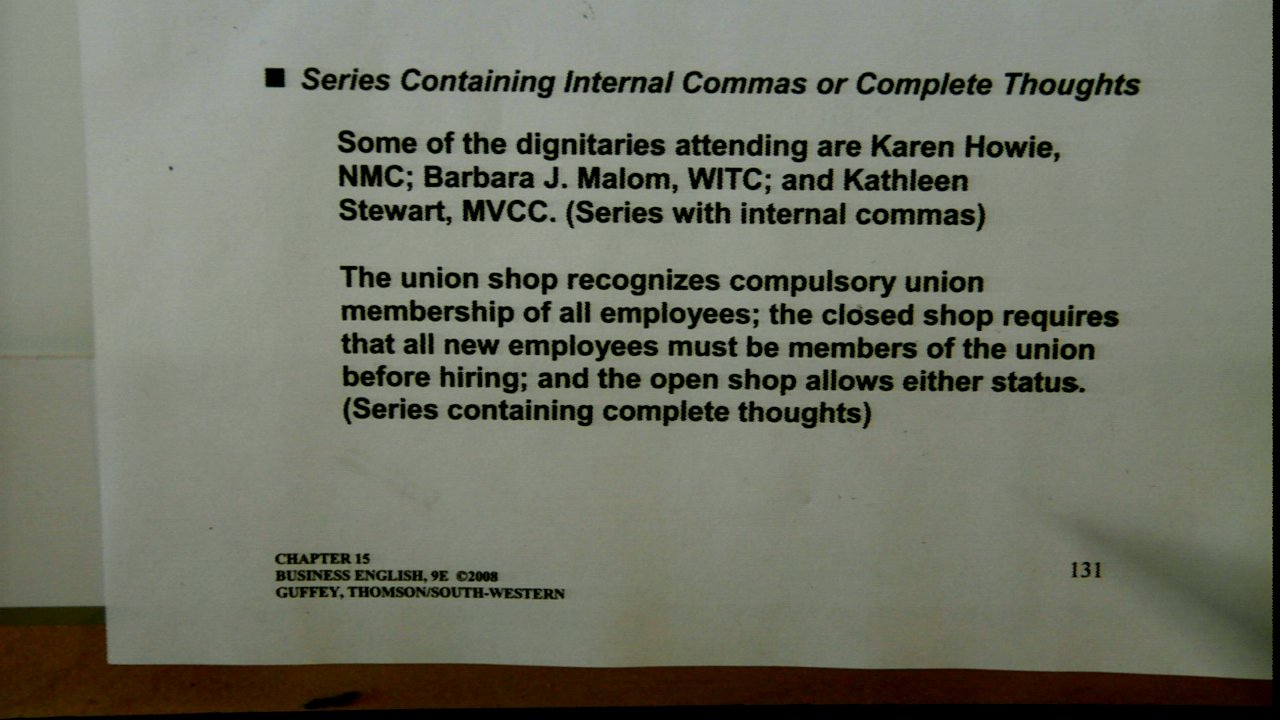 ■ Series Containing Internal Commas or Complete Thoughts
Some of the dignitaries attending are Karen Howie,
NMC; Barbara J. Malom, WITC; and Kathleen
Stewart, MVCC. (Series with internal commas)
The union shop recognizes compulsory union
membership of all employees; the closed shop requires
that all new employees must be members of the union
before hiring; and the open shop allows either status.
(Series containing complete thoughts)
CHAPTER 15
BUSINESS ENGLISH, 9E ©2008
GUFFEY, THOMSON/SOUTH-WESTERN
131